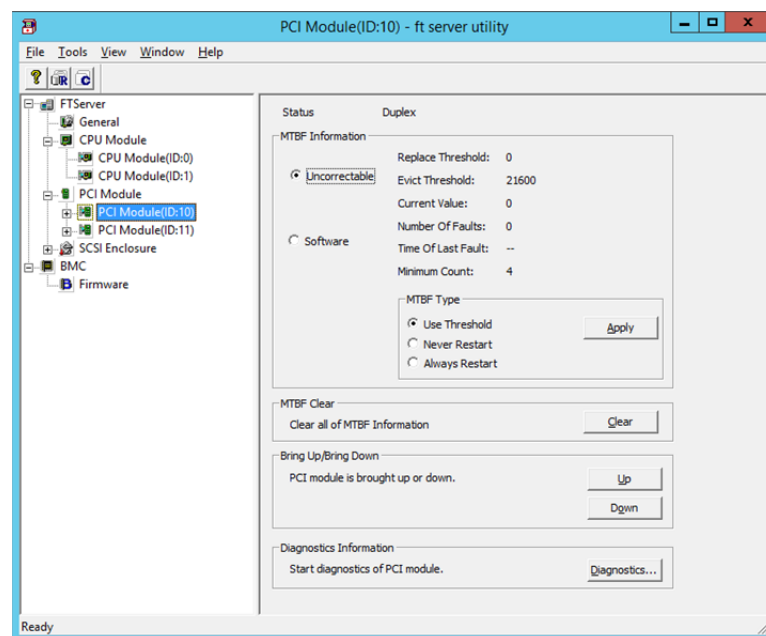 PCI Module(ID:10) - ft server utility
File Tools View Window Help
FTServer
General
CPU Module
CPU Module(ID:0)
CPU Module(ID:1)
PCI Module
PCI Module(ID:10)
PCI Module(ID:11)
SCSI Enclosure
BMC
Firmware
Status Duplex
MTBF Information
Uncorrectable
Software
Replace Threshold: 0
Evict Threshold: 21600
Current Value: 0
Number Of Faults: 0
Time Of Last Fault: --
Minimum Count: 4
MTBF Type
Use Threshold
Never Restart
Always Restart
Apply
MTBF Clear
Clear all of MTBF Information
Clear
Bring Up/Bring Down
PCI module is brought up or down.
Up
Down
Diagnostics Information
Start diagnostics of PCI module.
Diagnostics...
Ready